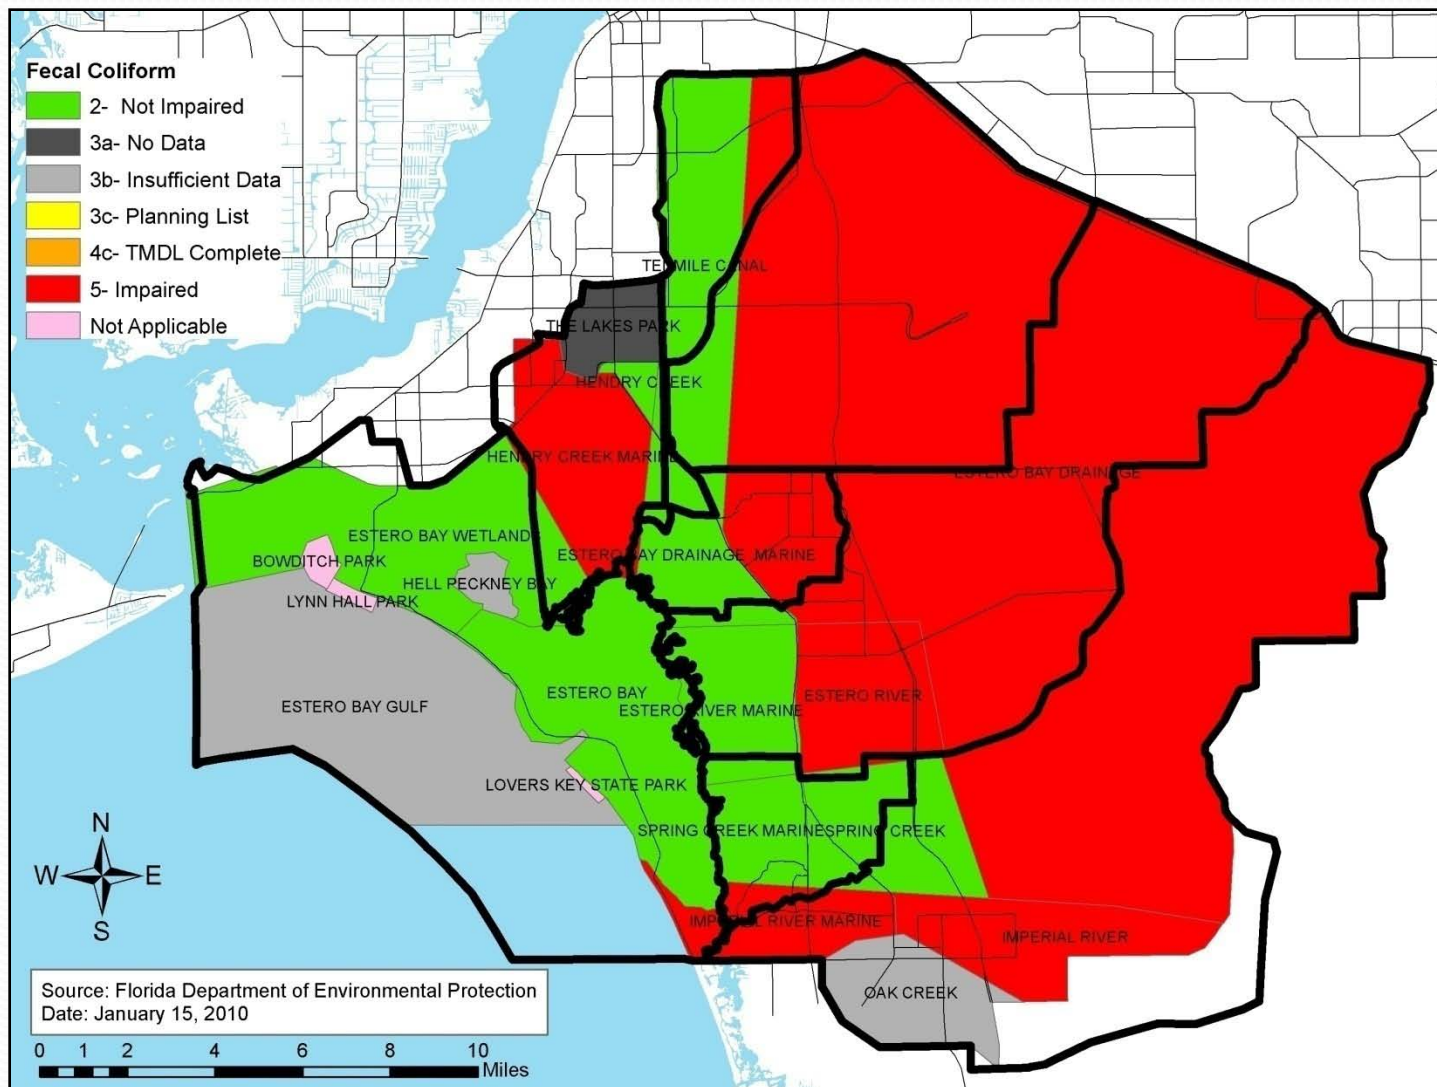 Fecal Coliform
2- Not Impaired
3a- No Data
3b- Insufficient Data
3c- Planning List
4c- TMDL Complete
5- Impaired
Not Applicable
TENMILE CANAL
THE LAKES PARK
HENDRY CREEK
HENDRY CREEK MARINE
ESTERO BAY DRAINAGE
ESTERO BAY WETLANDS
ESTERO BAY DRAINAGE MARINE
BOWDITCH PARK
HELL PECKNEY BAY
LYNN HALL PARK
ESTERO BAY
ESTERO RIVER
ESTERO BAY GULF
ESTERO RIVER MARINE
LOVERS KEY STATE PARK
SPRING CREEK MARINE
SPRING CREEK
IMPERIAL RIVER MARINE
IMPERIAL RIVER
OAK CREEK
N
W
E
S
Source: Florida Department of Environmental Protection
Date: January 15, 2010
0 1 2 4 6 8 10
Miles